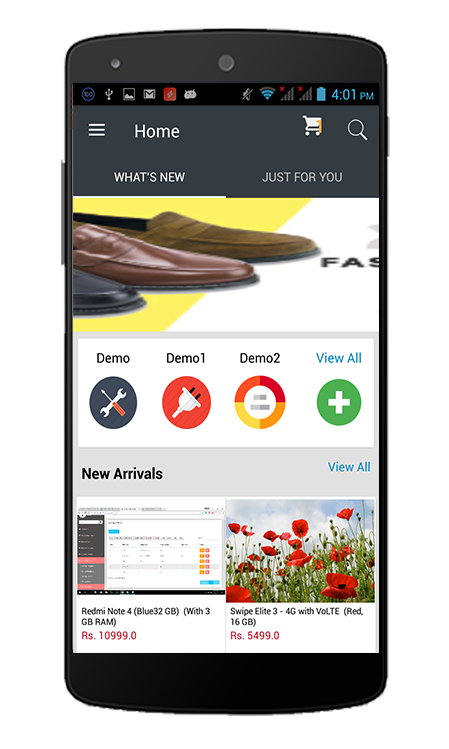 100
4:01 PM
Home
WHAT'S NEW
JUST FOR YOU
FAS
Demo
Demo1
Demo2
View All
New Arrivals
View All
Redmi Note 4 (Blue32 GB) (With 3
GB RAM)
Rs. 10999.0
Swipe Elite 3 - 4G with VoLTE (Red,
16 GB)
Rs. 5499.0